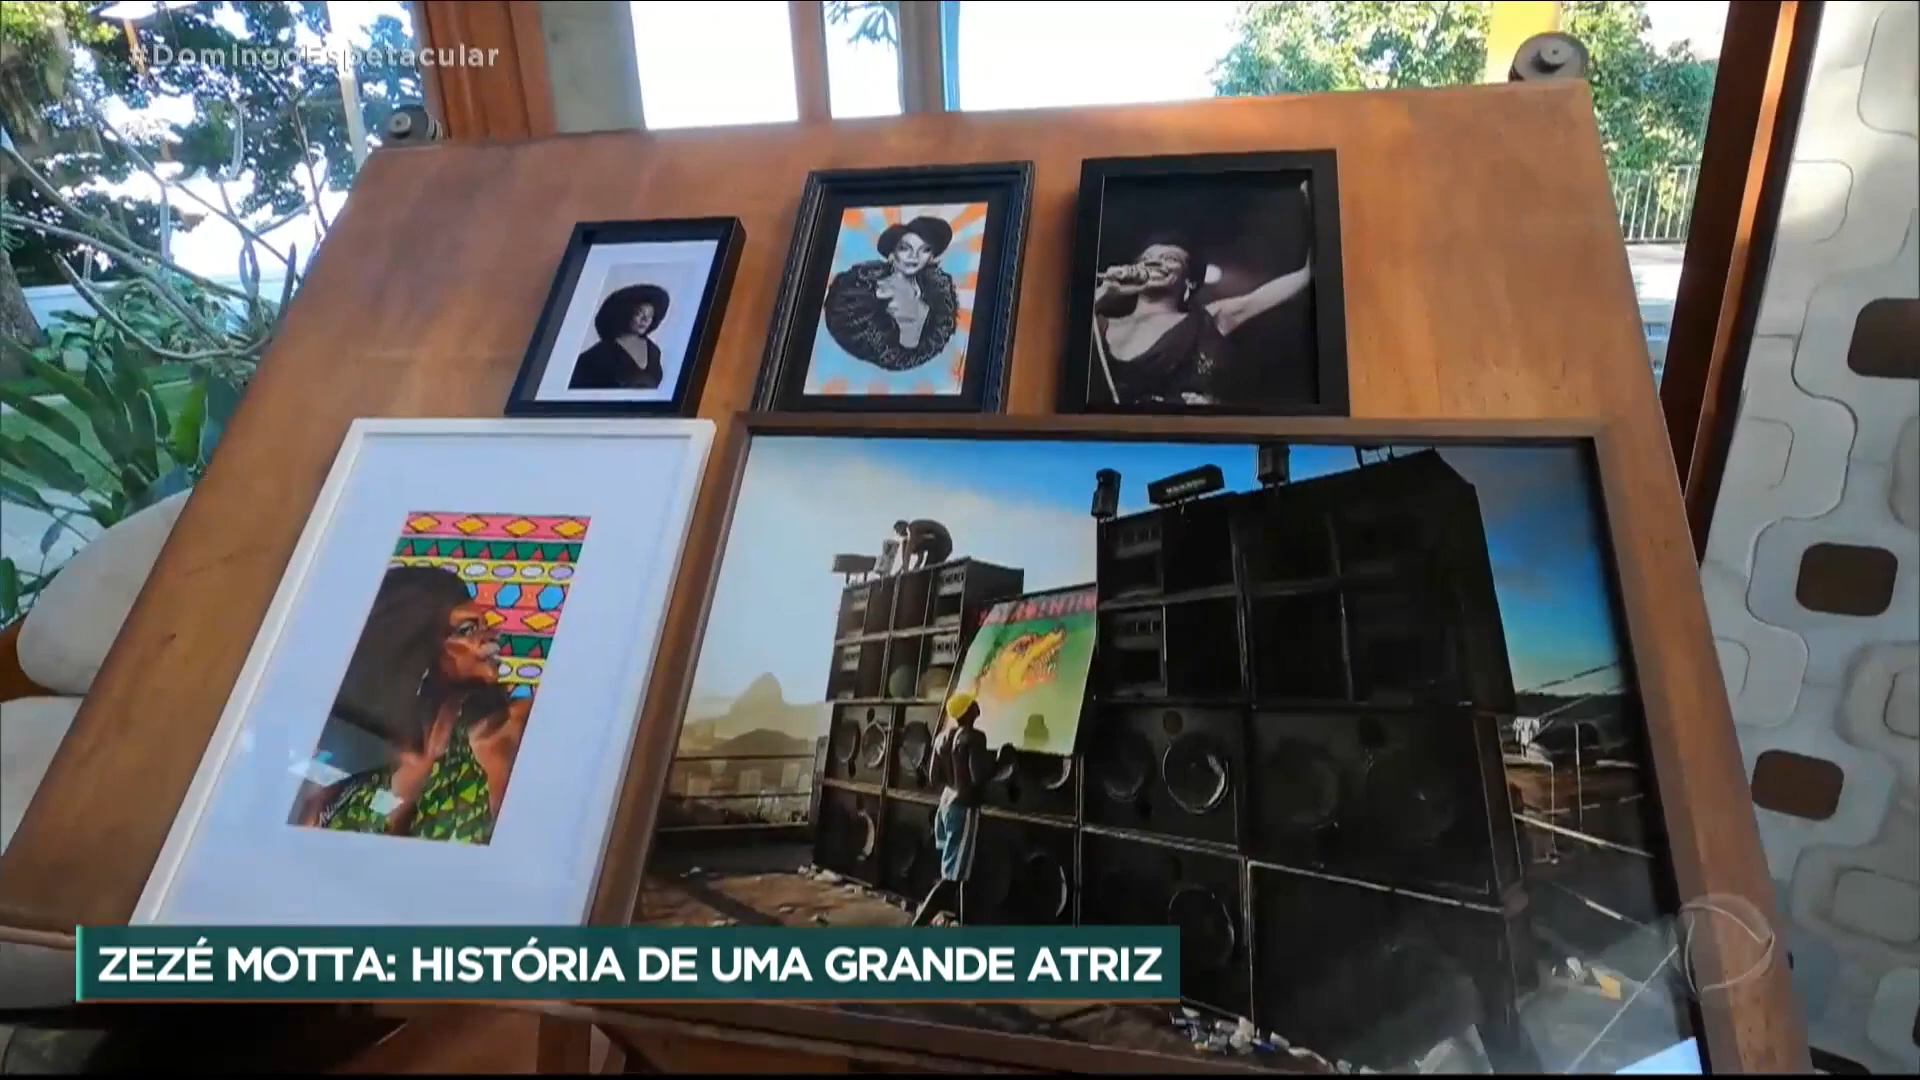 #DomingoEspetacular
ZEZÉ MOTTA: HISTÓRIA DE UMA GRANDE ATRIZ